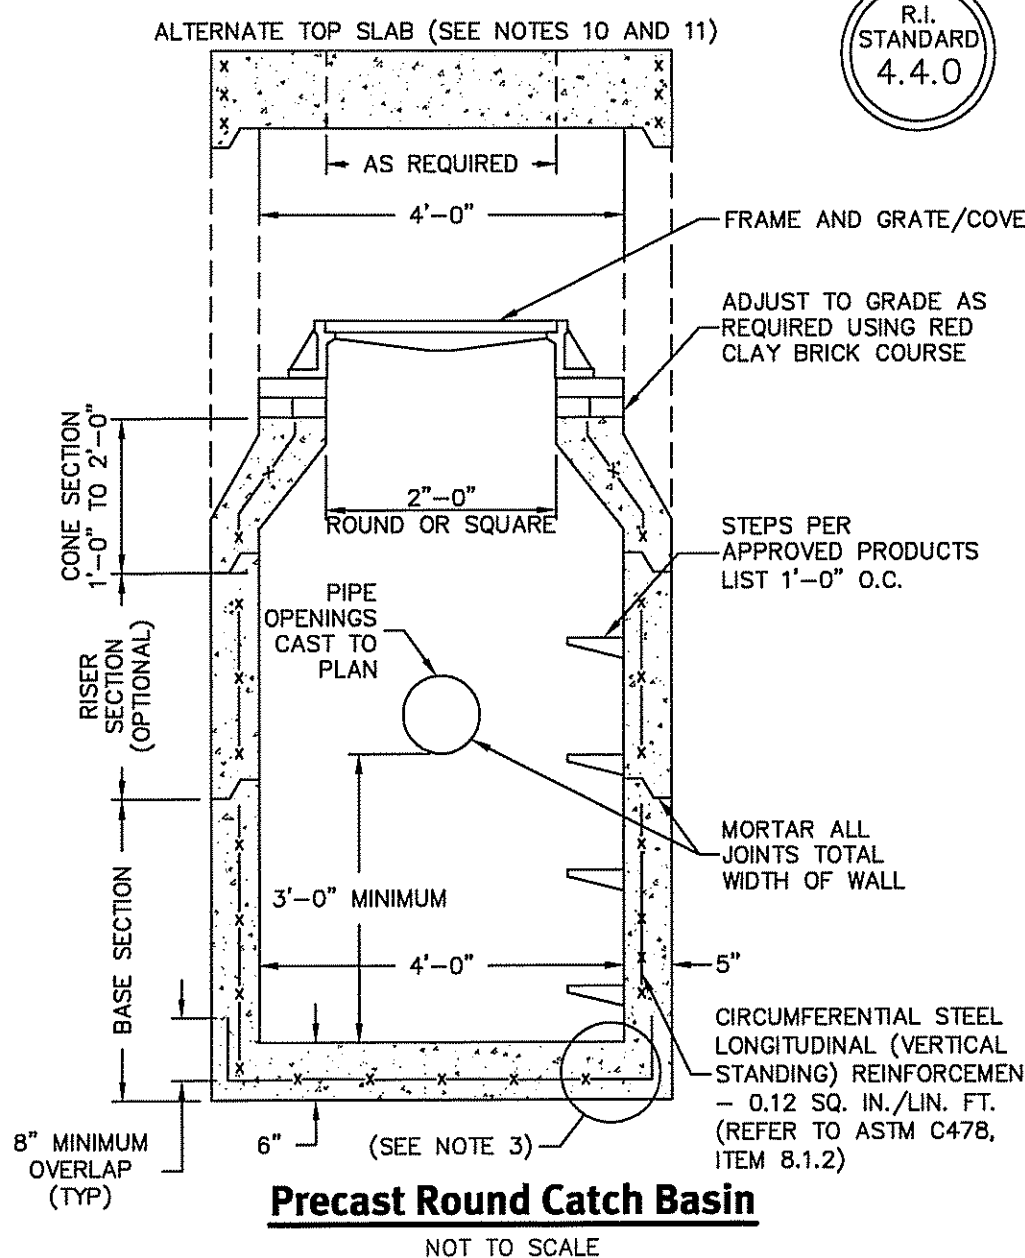 ALTERNATE TOP SLAB (SEE NOTES 10 AND 11)
R.I.
STANDARD
4.4.0
AS REQUIRED
4'-0"
FRAME AND GRATE/COVE
ADJUST TO GRADE AS
REQUIRED USING RED
CLAY BRICK COURSE
CONE SECTION
1'-0" TO 2'-0"
2"-0"
ROUND OR SQUARE
STEPS PER
APPROVED PRODUCTS
LIST 1'-0" O.C.
PIPE
OPENINGS
CAST TO
PLAN
RISER
SECTION
(OPTIONAL)
MORTAR ALL
JOINTS TOTAL
WIDTH OF WALL
3'-0" MINIMUM
BASE SECTION
4'-0"
5"
CIRCUMFERENTIAL STEEL
LONGITUDINAL (VERTICAL
STANDING) REINFORCEMEN
- 0.12 SQ. IN./LIN. FT.
(REFER TO ASTM C478,
ITEM 8.1.2)
8" MINIMUM
OVERLAP
(TYP)
6"
(SEE NOTE 3)
Precast Round Catch Basin
NOT TO SCALE